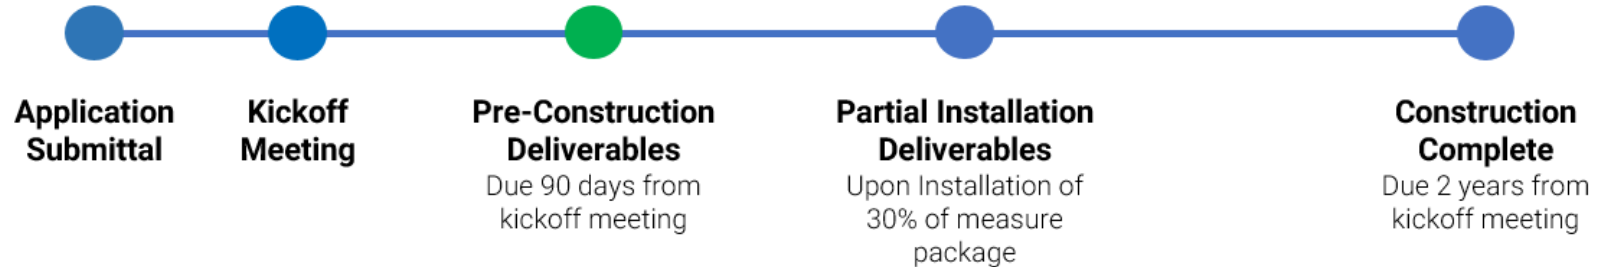 Application
Submittal
Kickoff
Meeting
Pre-Construction
Deliverables
Due 90 days from
kickoff meeting
Partial Installation
Deliverables
Upon Installation of
30% of measure
package
Construction
Complete
Due 2 years from
kickoff meeting